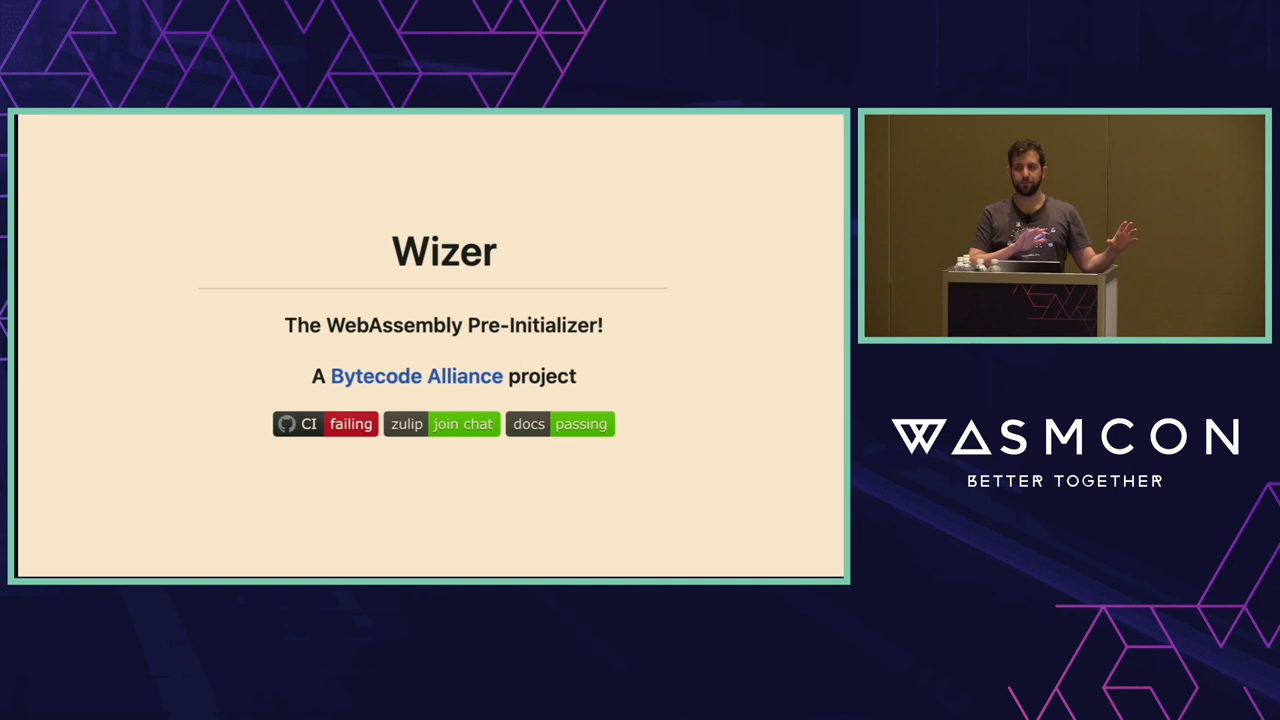 Wizer
The WebAssembly Pre-Initializer!
A Bytecode Alliance project
CI failing zulip join chat docs passing
WASMCON
BETTER TOGETHER